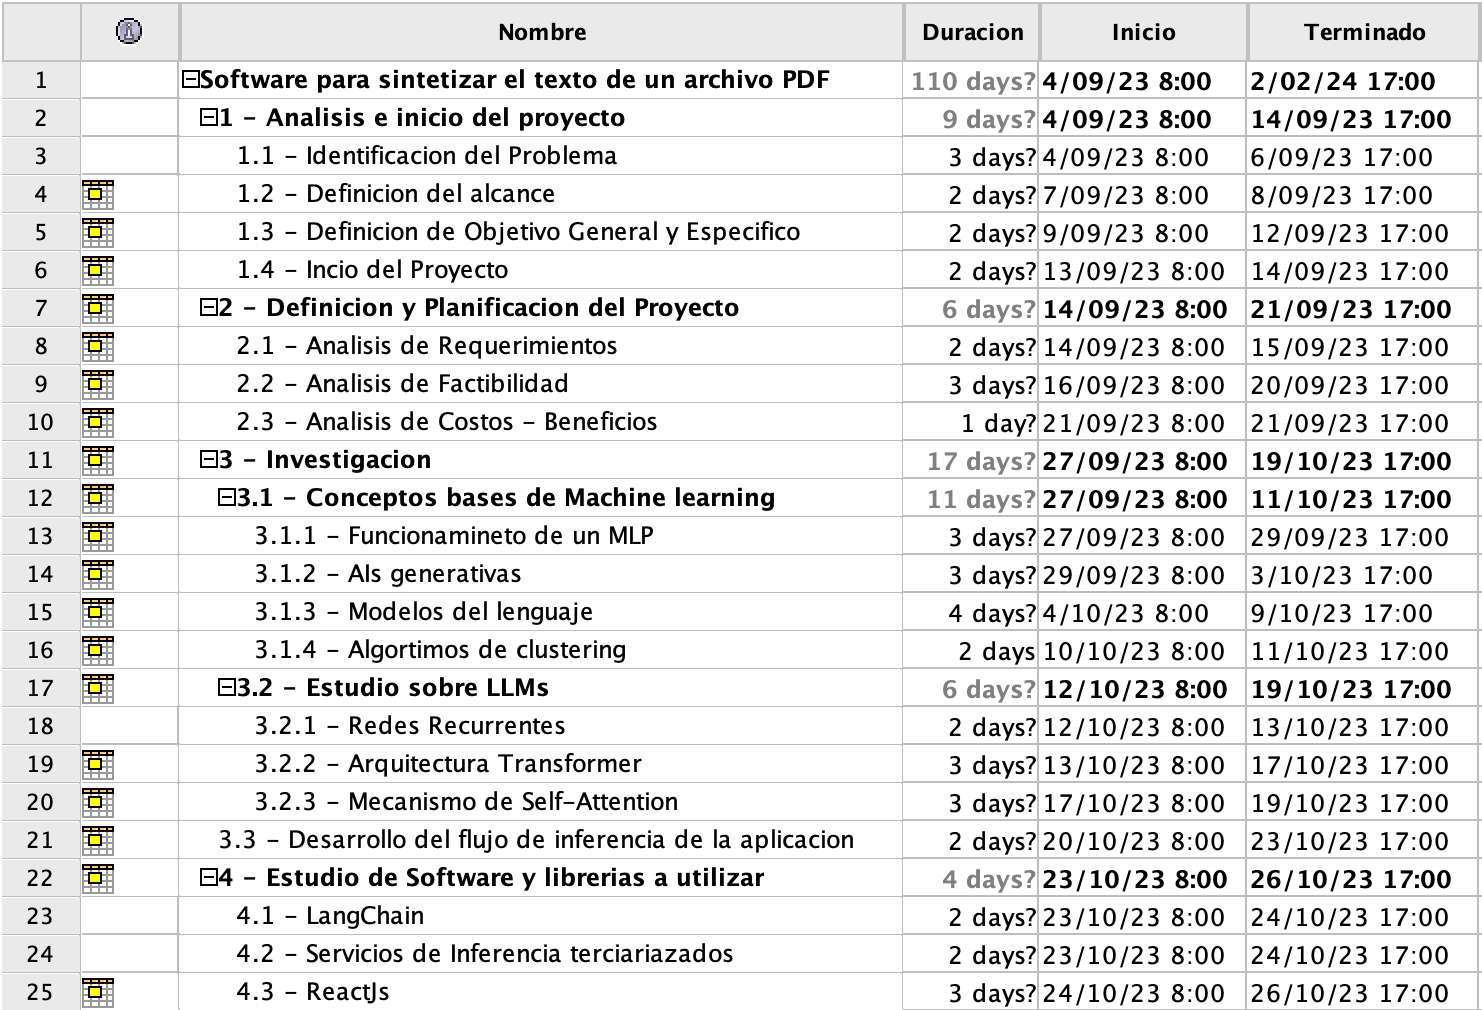 Nombre Duracion Inicio Terminado
1 Software para sintetizar el texto de un archivo PDF 110 days? 4/09/23 8:00 2/02/24 17:00
2 1 - Analisis e inicio del proyecto 9 days? 4/09/23 8:00 14/09/23 17:00
3 1.1 - Identificacion del Problema 3 days? 4/09/23 8:00 6/09/23 17:00
4 1.2 - Definicion del alcance 2 days? 7/09/23 8:00 8/09/23 17:00
5 1.3 - Definicion de Objetivo General y Especifico 2 days? 9/09/23 8:00 12/09/23 17:00
6 1.4 - Incio del Proyecto 2 days? 13/09/23 8:00 14/09/23 17:00
7 2 - Definicion y Planificacion del Proyecto 6 days? 14/09/23 8:00 21/09/23 17:00
8 2.1 - Analisis de Requerimientos 2 days? 14/09/23 8:00 15/09/23 17:00
9 2.2 - Analisis de Factibilidad 3 days? 16/09/23 8:00 20/09/23 17:00
10 2.3 - Analisis de Costos - Beneficios 1 day? 21/09/23 8:00 21/09/23 17:00
11 3 - Investigacion 17 days? 27/09/23 8:00 19/10/23 17:00
12 3.1 - Conceptos bases de Machine learning 11 days? 27/09/23 8:00 11/10/23 17:00
13 3.1.1 - Funcionamineto de un MLP 3 days? 27/09/23 8:00 29/09/23 17:00
14 3.1.2 - AIs generativas 3 days? 29/09/23 8:00 3/10/23 17:00
15 3.1.3 - Modelos del lenguaje 4 days? 4/10/23 8:00 9/10/23 17:00
16 3.1.4 - Algortimos de clustering 2 days 10/10/23 8:00 11/10/23 17:00
17 3.2 - Estudio sobre LLMs 6 days? 12/10/23 8:00 19/10/23 17:00
18 3.2.1 - Redes Recurrentes 2 days? 12/10/23 8:00 13/10/23 17:00
19 3.2.2 - Arquitectura Transformer 3 days? 13/10/23 8:00 17/10/23 17:00
20 3.2.3 - Mecanismo de Self-Attention 3 days? 17/10/23 8:00 19/10/23 17:00
21 3.3 - Desarrollo del flujo de inferencia de la aplicacion 2 days? 20/10/23 8:00 23/10/23 17:00
22 4 - Estudio de Software y librerias a utilizar 4 days? 23/10/23 8:00 26/10/23 17:00
23 4.1 - LangChain 2 days? 23/10/23 8:00 24/10/23 17:00
24 4.2 - Servicios de Inferencia terciariazados 2 days? 23/10/23 8:00 24/10/23 17:00
25 4.3 - ReactJs 3 days? 24/10/23 8:00 26/10/23 17:00